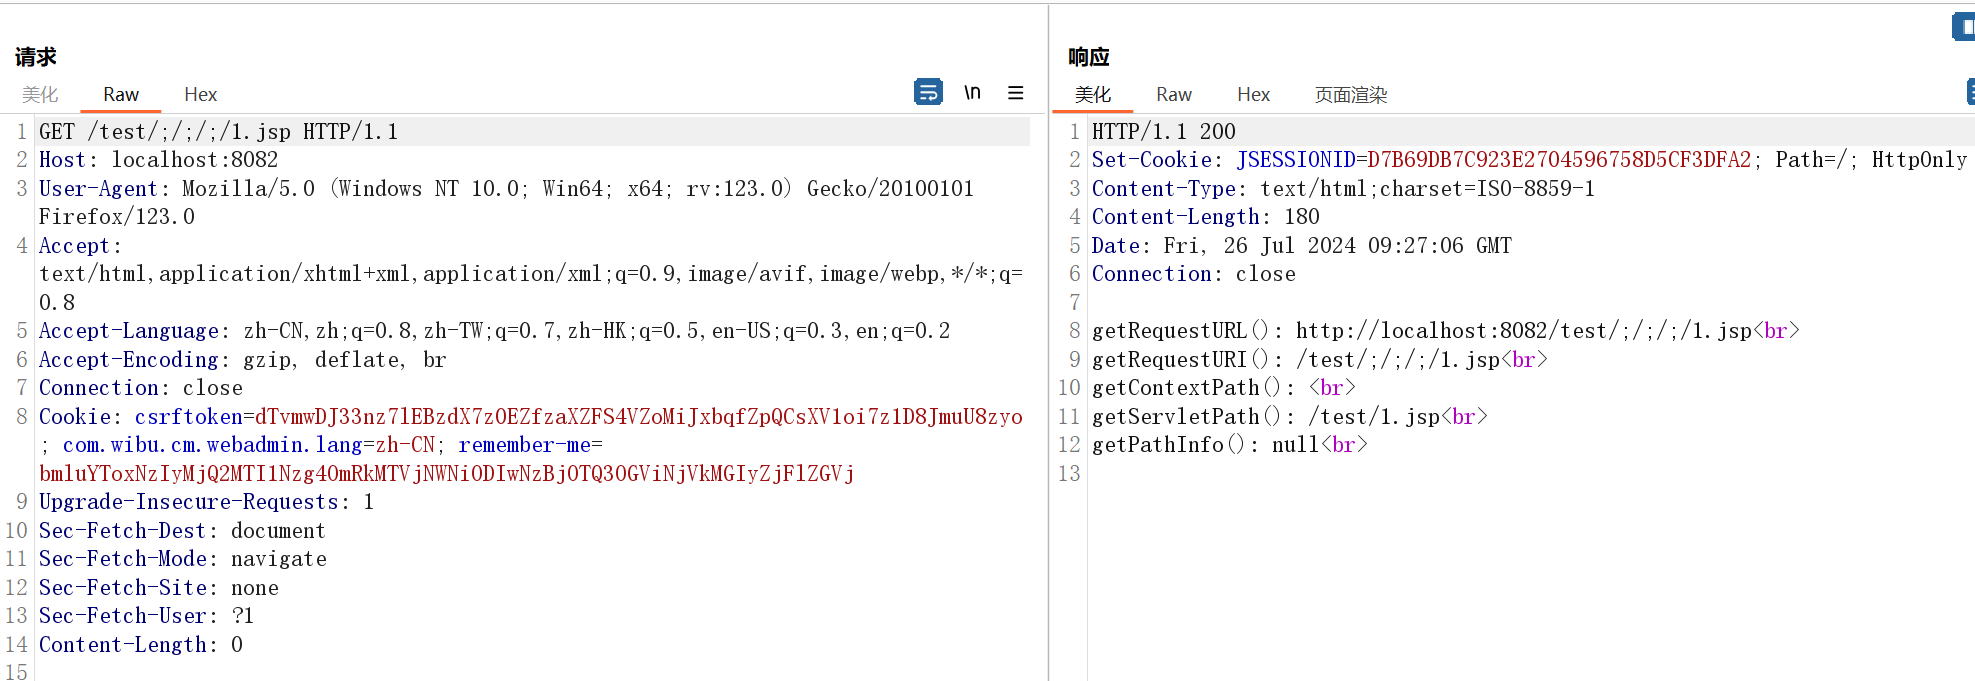 请求
美化 Raw Hex \n
1 GET /test/;/;/;/1.jsp HTTP/1.1
2 Host: localhost:8082
3 User-Agent: Mozilla/5.0 (Windows NT 10.0; Win64; x64; rv:123.0) Gecko/20100101
Firefox/123.0
4 Accept:
text/html,application/xhtml+xml,application/xml;q=0.9,image/avif,image/webp,*/*;q=
0.8
5 Accept-Language: zh-CN,zh;q=0.8,zh-TW;q=0.7,zh-HK;q=0.5,en-US;q=0.3,en;q=0.2
6 Accept-Encoding: gzip, deflate, br
7 Connection: close
8 Cookie: csrftoken=dTvmwDJ33nz7lEBzdX7z0EZfzaXZFS4VZoMiJxbqfZpQCsXV1oi7z1D8JmuU8zyo
; com.wibu.cm.webadmin.lang=zh-CN; remember-me=
bmluYToxNzIyMjQ2MTI1Nzg4OmRkMTVjNWNiODIwNzBjOTQ3OGViNjVkMGIyZjFlZGVj
9 Upgrade-Insecure-Requests: 1
10 Sec-Fetch-Dest: document
11 Sec-Fetch-Mode: navigate
12 Sec-Fetch-Site: none
13 Sec-Fetch-User: ?1
14 Content-Length: 0
15
响应
美化 Raw Hex 页面渲染
1 HTTP/1.1 200
2 Set-Cookie: JSESSIONID=D7B69DB7C923E2704596758D5CF3DFA2; Path=/; HttpOnly
3 Content-Type: text/html;charset=ISO-8859-1
4 Content-Length: 180
5 Date: Fri, 26 Jul 2024 09:27:06 GMT
6 Connection: close
7
8 getRequestURL(): http://localhost:8082/test/;/;/;/1.jsp<br>
9 getRequestURI(): /test/;/;/;/1.jsp<br>
10 getContextPath(): <br>
11 getServletPath(): /test/1.jsp<br>
12 getPathInfo(): null<br>
13